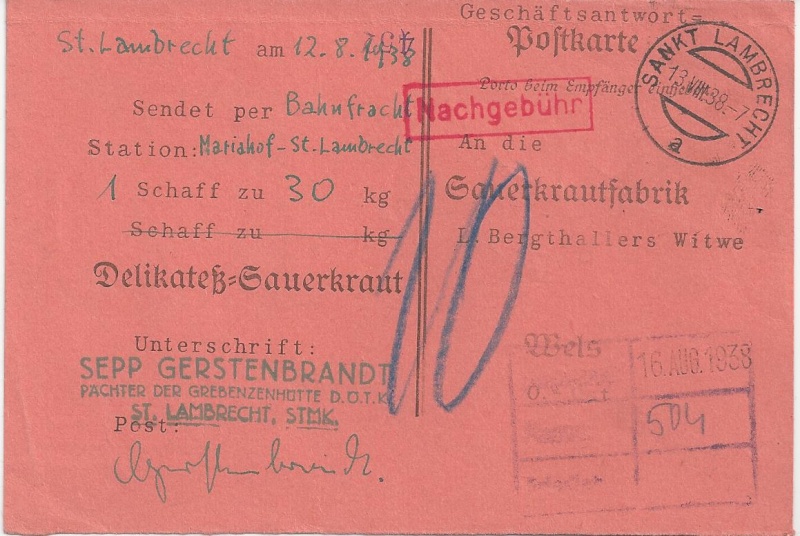 St. Lambrecht am 12.8.1938
Sendet per Bahnfracht
Station: Mariahof-St. Lambrecht
1 Schaff zu 30 kg
Schaff zu kg
Delikateß-Sauerkraut
Unterschrift:
SEPP GERSTENBRANDT
PÄCHTER DER GREBENZENHÜTTE D.Ö.T.K.
ST. LAMBRECHT, STMK.
Post:
Gerstenbrandt.
Geschäftsantwort-
Postkarte
Porto beim Empfänger einheben
Nachgebühr
SANKT LAMBRECHT
13.VIII.38.-7
a
An die
Sauerkrautfabrik
L. Bergthallers Witwe
10
Wels
16. AUG. 1938
504